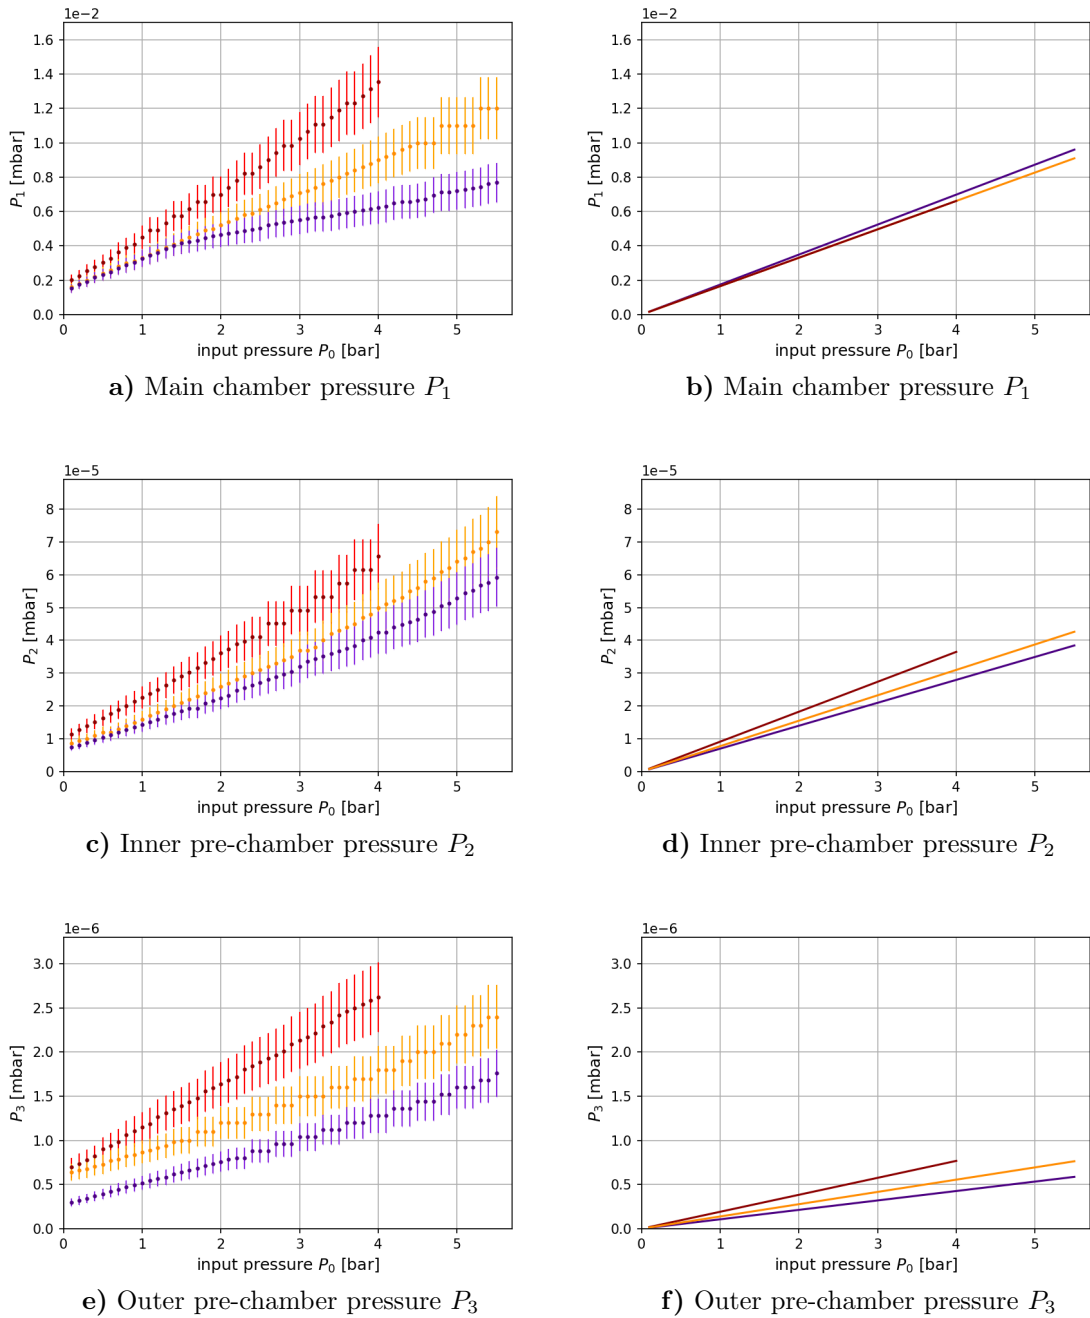 1e−2
1.6
1.4
1.2
1.0
0.8
0.6
0.4
0.2
0.0
P₁ [mbar]
0 1 2 3 4 5
input pressure P₀ [bar]
a) Main chamber pressure P₁
1e−2
1.6
1.4
1.2
1.0
0.8
0.6
0.4
0.2
0.0
P₁ [mbar]
0 1 2 3 4 5
input pressure P₀ [bar]
b) Main chamber pressure P₁
1e−5
8
7
6
5
4
3
2
1
0
P₂ [mbar]
0 1 2 3 4 5
input pressure P₀ [bar]
c) Inner pre-chamber pressure P₂
1e−5
8
7
6
5
4
3
2
1
0
P₂ [mbar]
0 1 2 3 4 5
input pressure P₀ [bar]
d) Inner pre-chamber pressure P₂
1e−6
3.0
2.5
2.0
1.5
1.0
0.5
0.0
P₃ [mbar]
0 1 2 3 4 5
input pressure P₀ [bar]
e) Outer pre-chamber pressure P₃
1e−6
3.0
2.5
2.0
1.5
1.0
0.5
0.0
P₃ [mbar]
0 1 2 3 4 5
input pressure P₀ [bar]
f) Outer pre-chamber pressure P₃